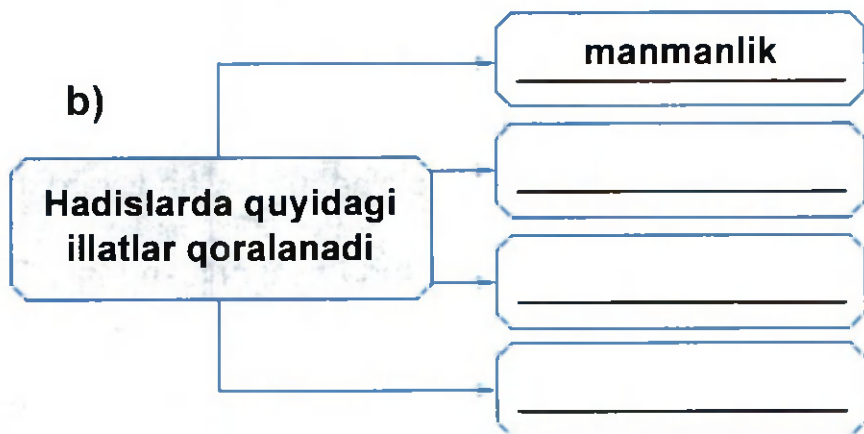 manmanlik
b)
Hadislarda quyidagi
illatlar qoralanadi